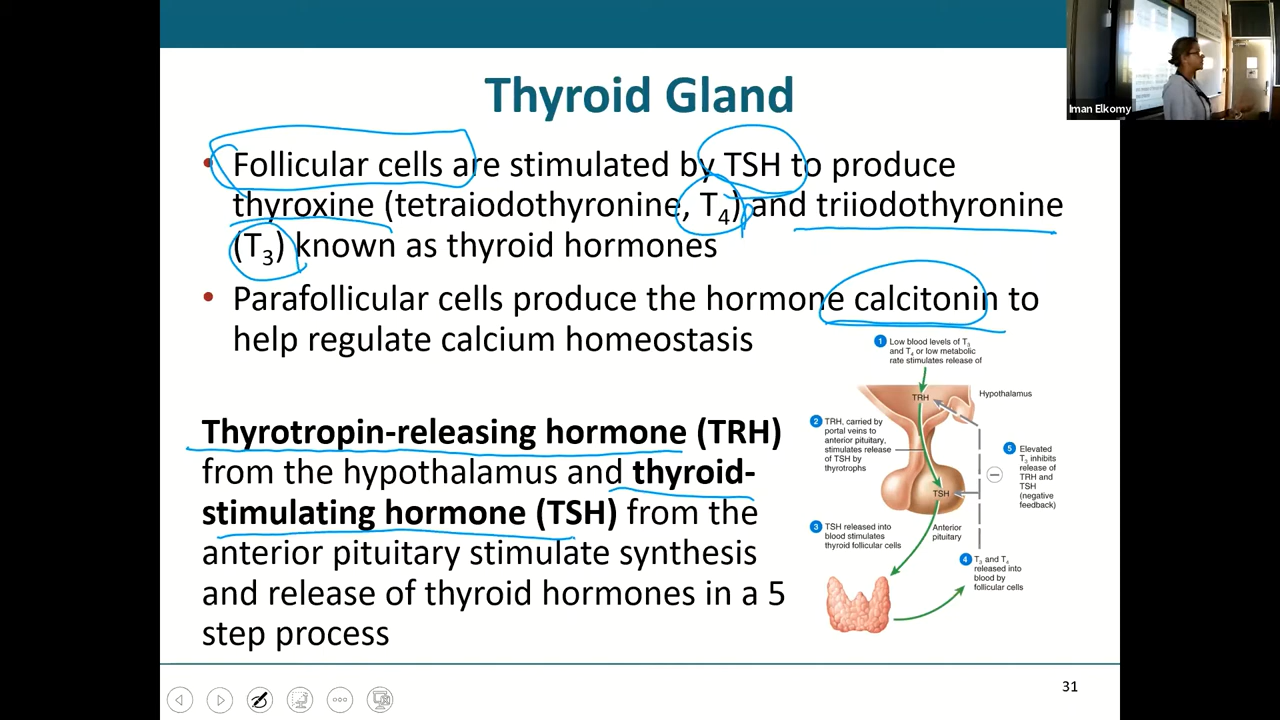 Iman Elkomy
Thyroid Gland
• Follicular cells are stimulated by TSH to produce
thyroxine (tetraiodothyronine, T4) and triiodothyronine
(T3) known as thyroid hormones
• Parafollicular cells produce the hormone calcitonin to
help regulate calcium homeostasis
Thyrotropin-releasing hormone (TRH)
from the hypothalamus and thyroid-
stimulating hormone (TSH) from the
anterior pituitary stimulate synthesis
and release of thyroid hormones in a 5
step process
1 Low blood levels of T3
and T4 or low metabolic
rate stimulates release of
TRH
Hypothalamus
2 TRH, carried by
portal veins to
anterior pituitary,
stimulates release
of TSH by
thyrotrophs
5 Elevated
T3 inhibits
release of
TRH and
TSH
(negative
feedback)
TSH
3 TSH released into
blood stimulates
thyroid follicular cells
Anterior
pituitary
4 T3 and T4
released into
blood by
follicular cells
31